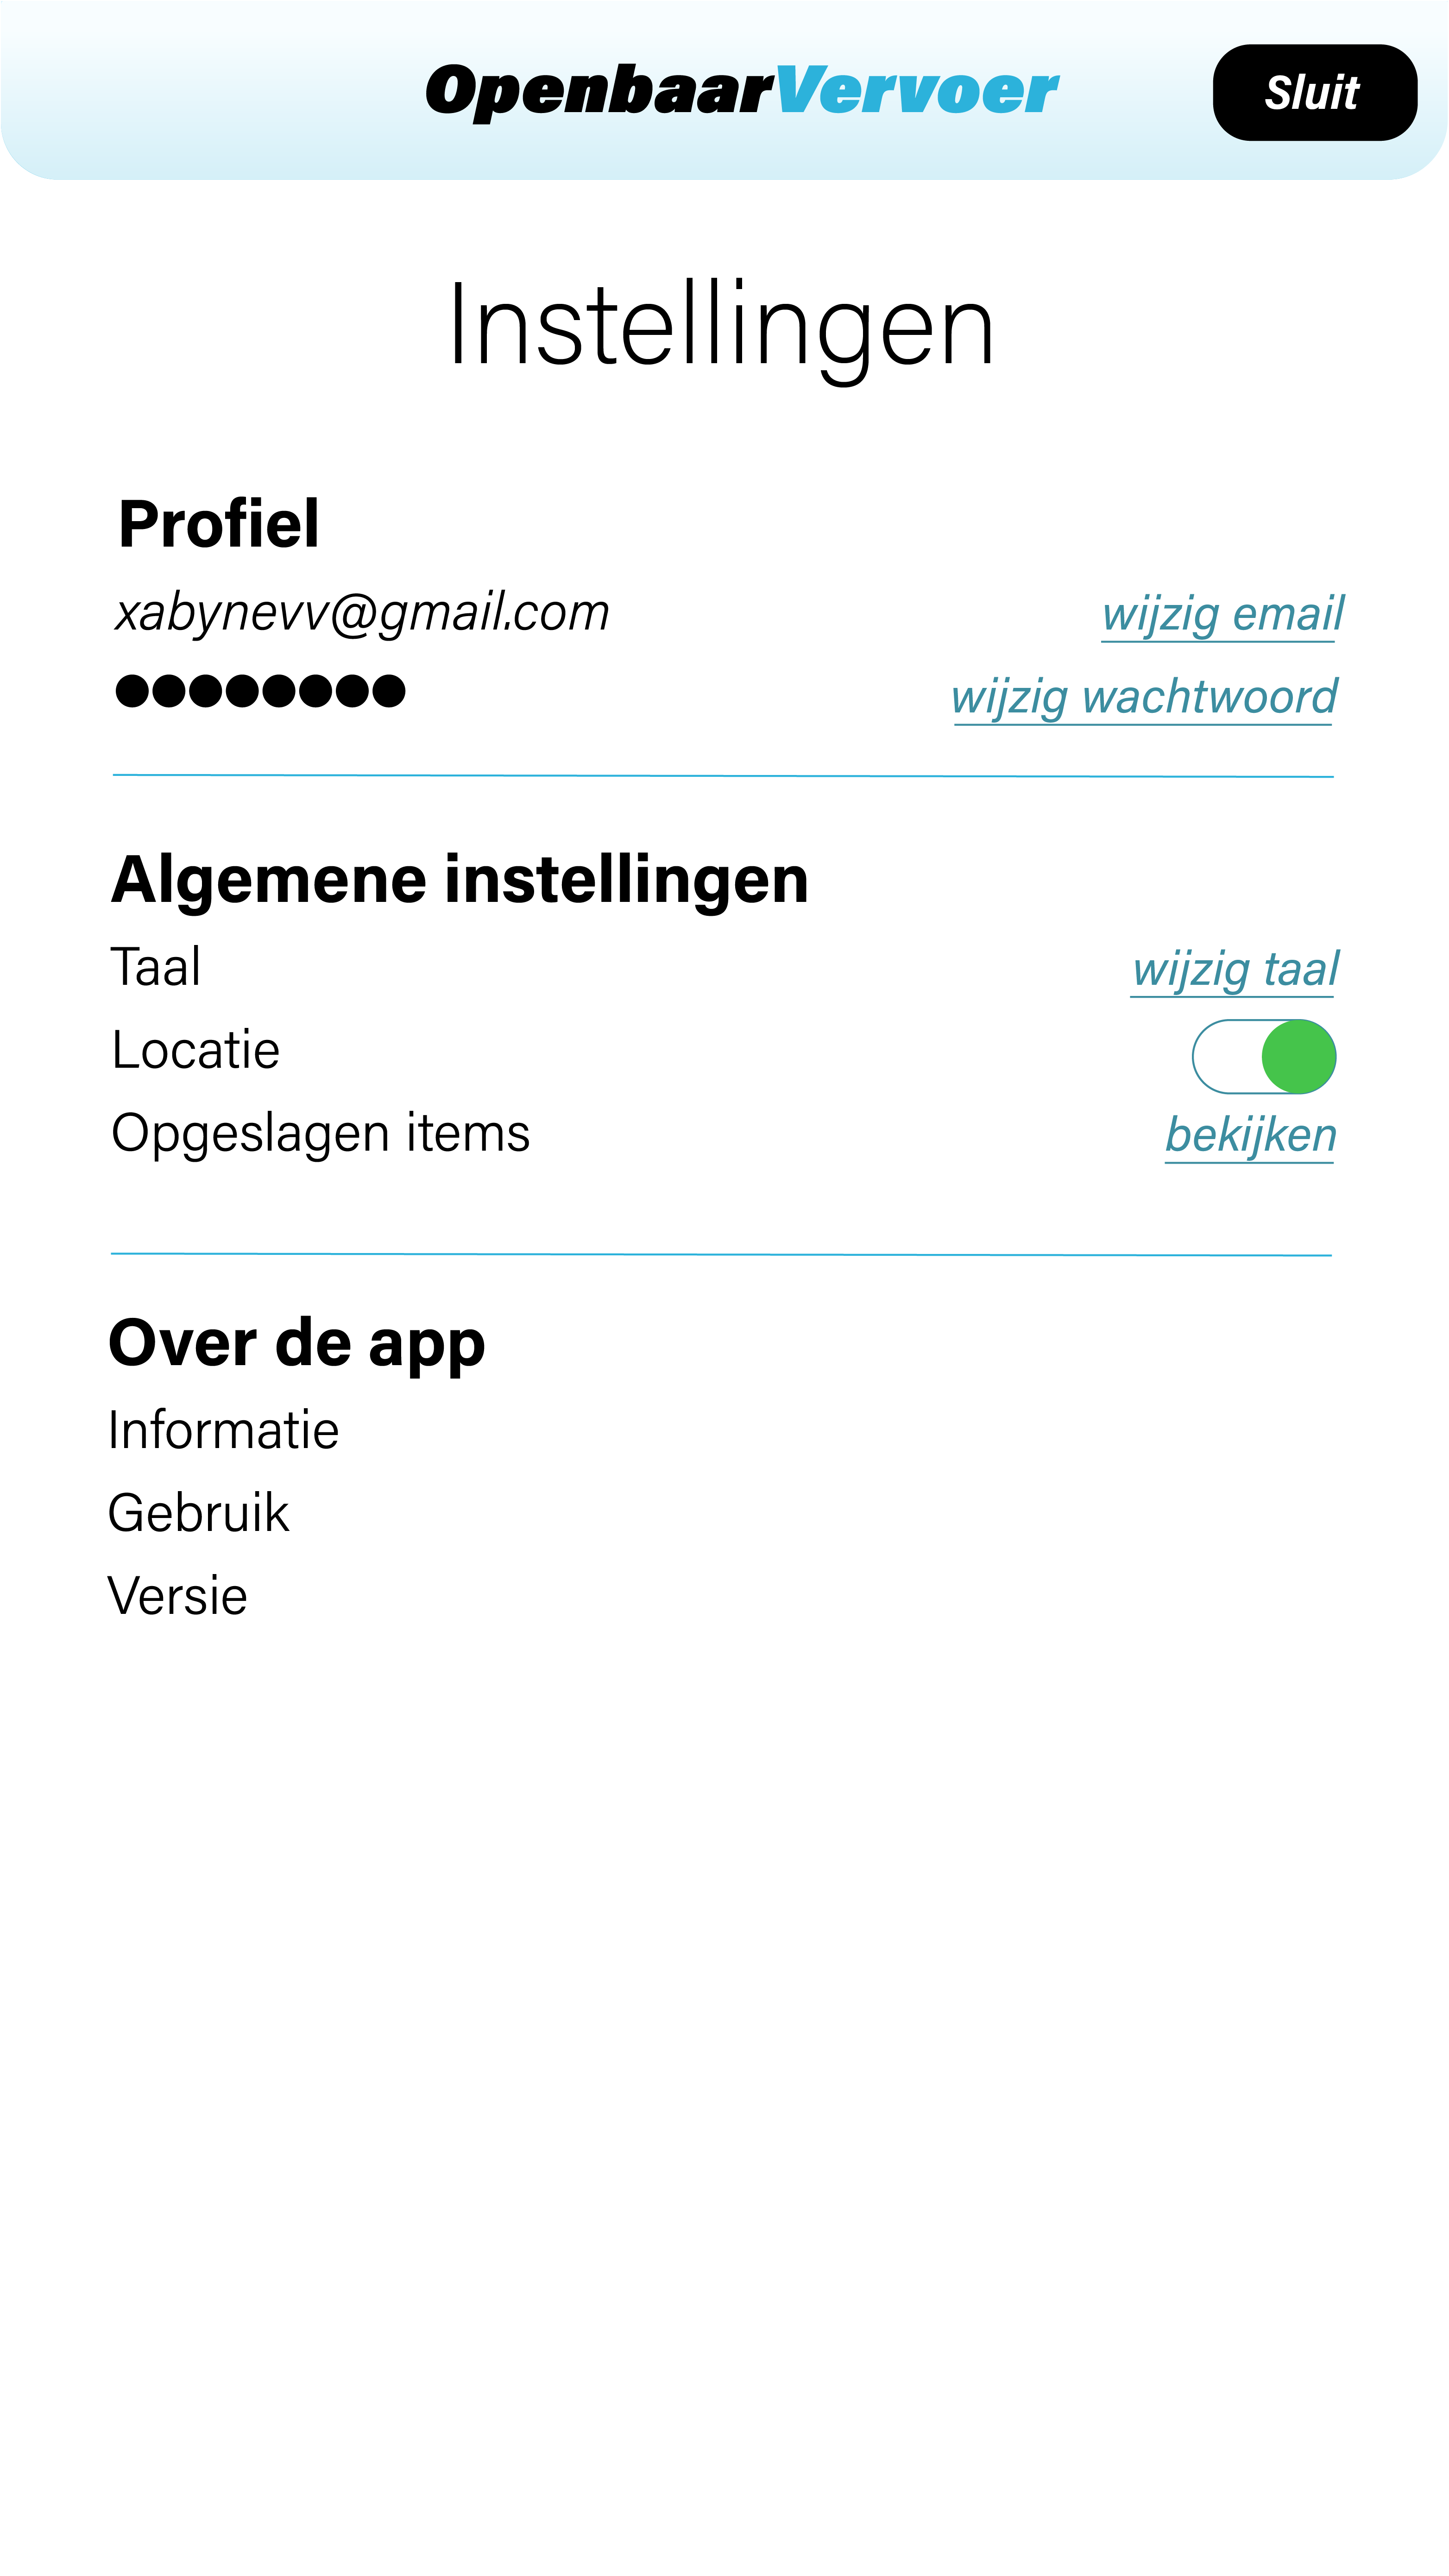 OpenbaarVervoer
Sluit
Instellingen
Profiel
xabynevv@gmail.com
wijzig email
●●●●●●●●
wijzig wachtwoord
Algemene instellingen
Taal
wijzig taal
Locatie
Opgeslagen items
bekijken
Over de app
Informatie
Gebruik
Versie